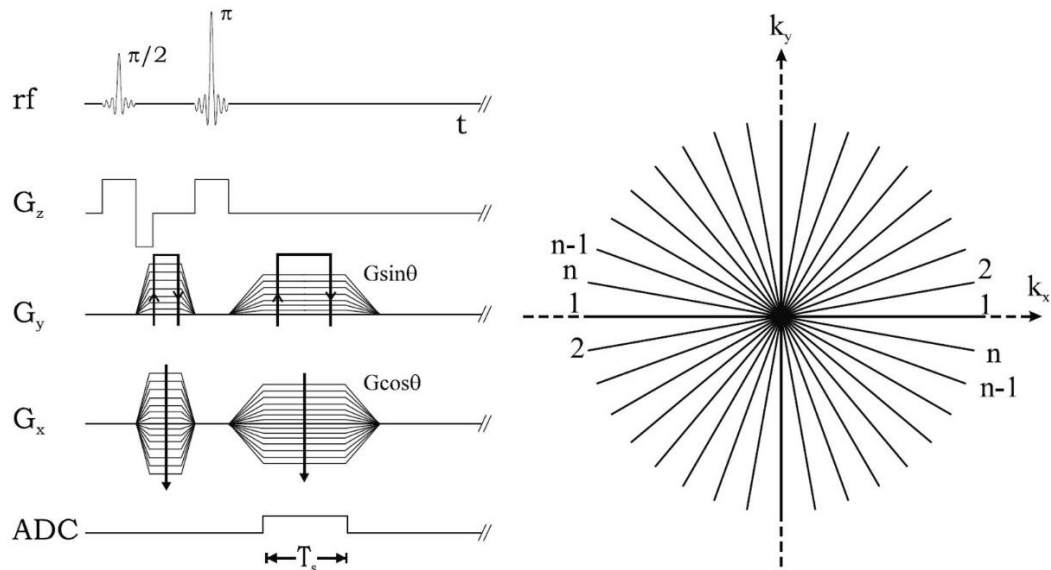 rf
π/2
π
t
G_z
G_y
Gsinθ
G_x
Gcosθ
ADC
T_s
k_y
n-1
n
1
2
2
1
k_x
n
n-1